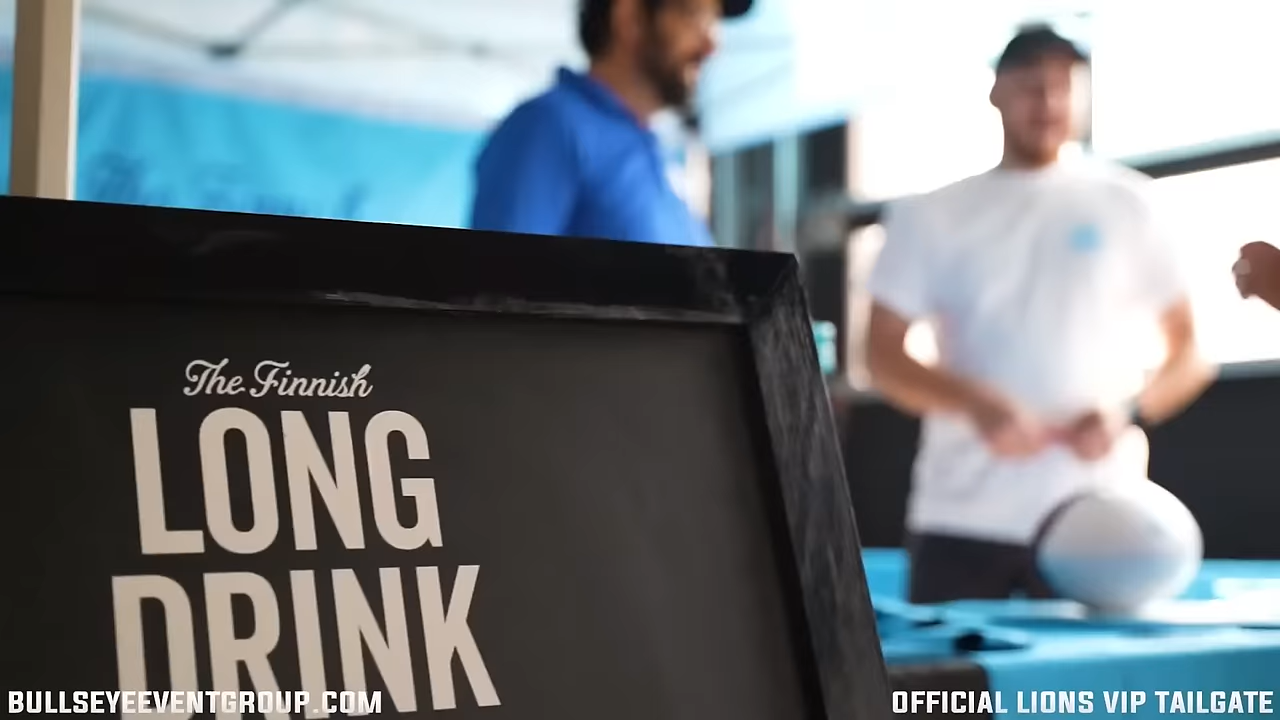 The Finnish
LONG
DRINK
BULLSEYEEVENTGROUP.COM
OFFICIAL LIONS VIP TAILGATE